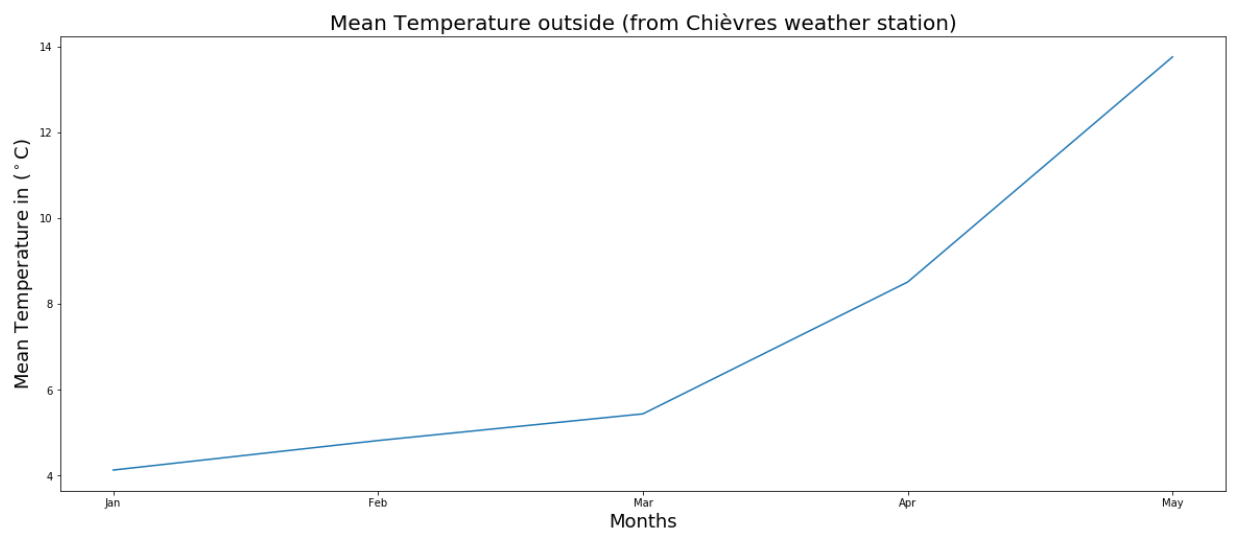 Mean Temperature outside (from Chièvres weather station)
Mean Temperature in (°C)
14
12
10
8
6
4
Jan Feb Mar Apr May
Months